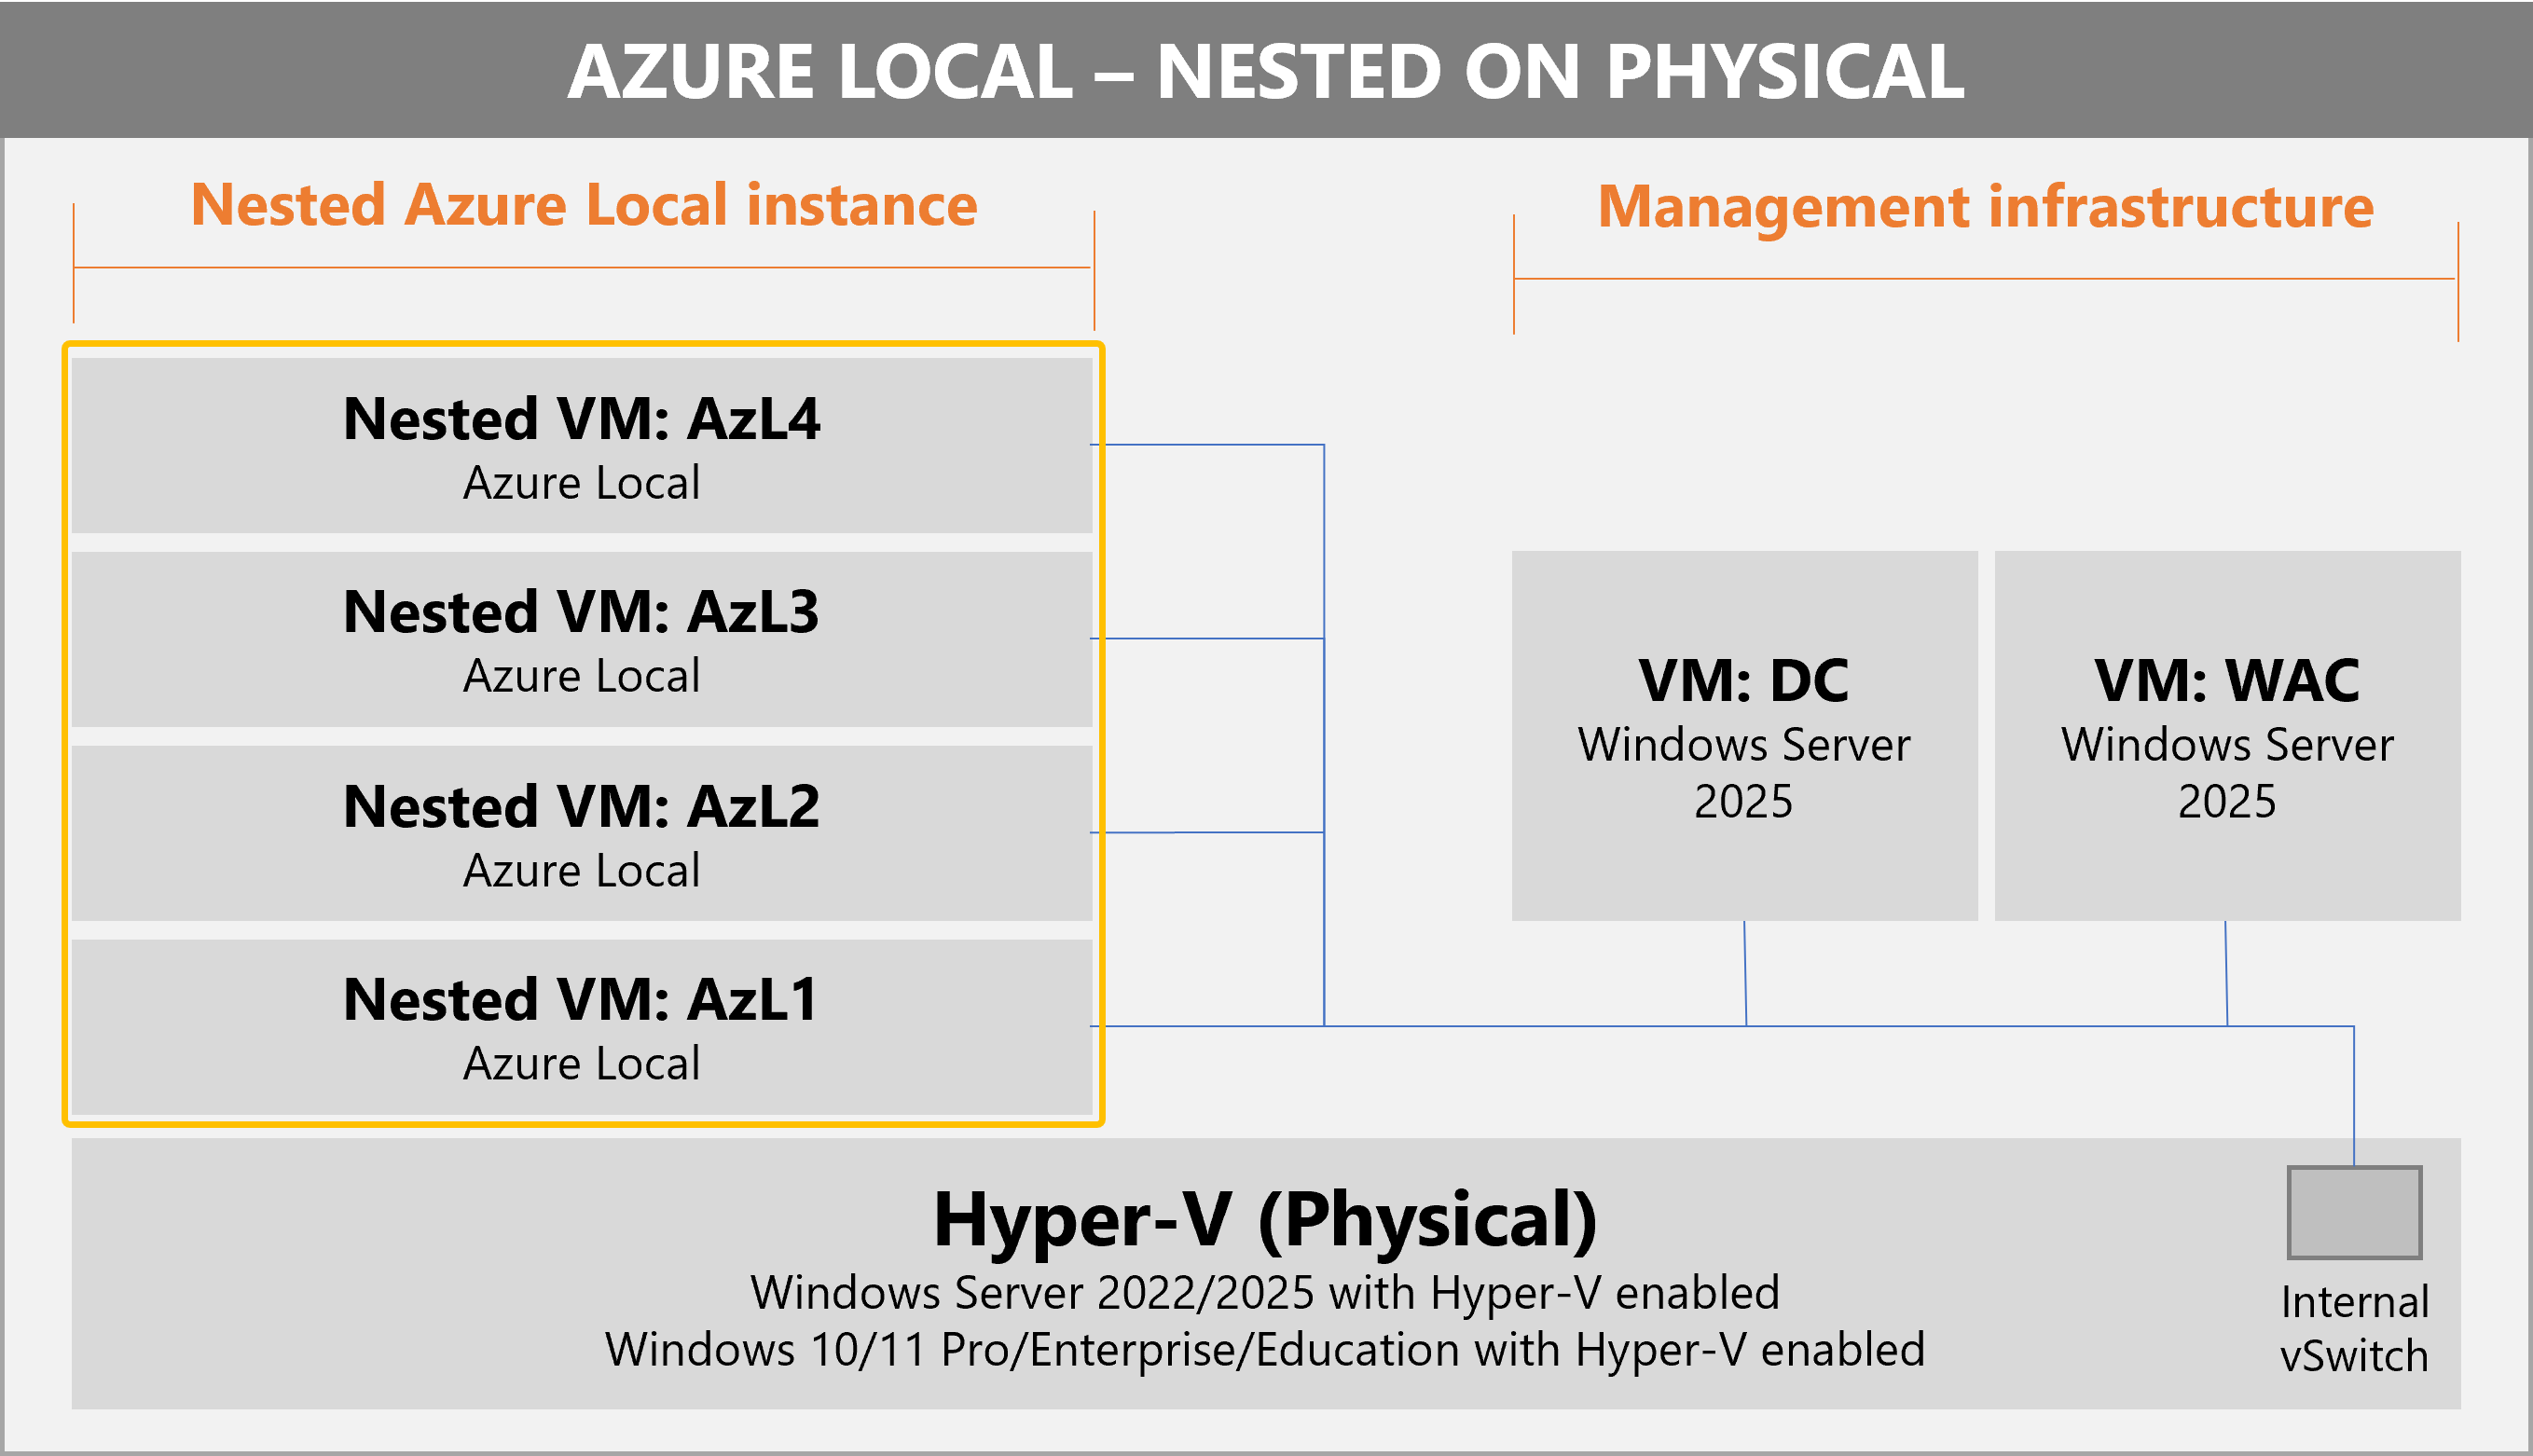 AZURE LOCAL – NESTED ON PHYSICAL
Nested Azure Local instance
Management infrastructure
Nested VM: AzL4
Azure Local
Nested VM: AzL3
Azure Local
Nested VM: AzL2
Azure Local
Nested VM: AzL1
Azure Local
VM: DC
Windows Server
2025
VM: WAC
Windows Server
2025
Hyper-V (Physical)
Windows Server 2022/2025 with Hyper-V enabled
Windows 10/11 Pro/Enterprise/Education with Hyper-V enabled
Internal
vSwitch